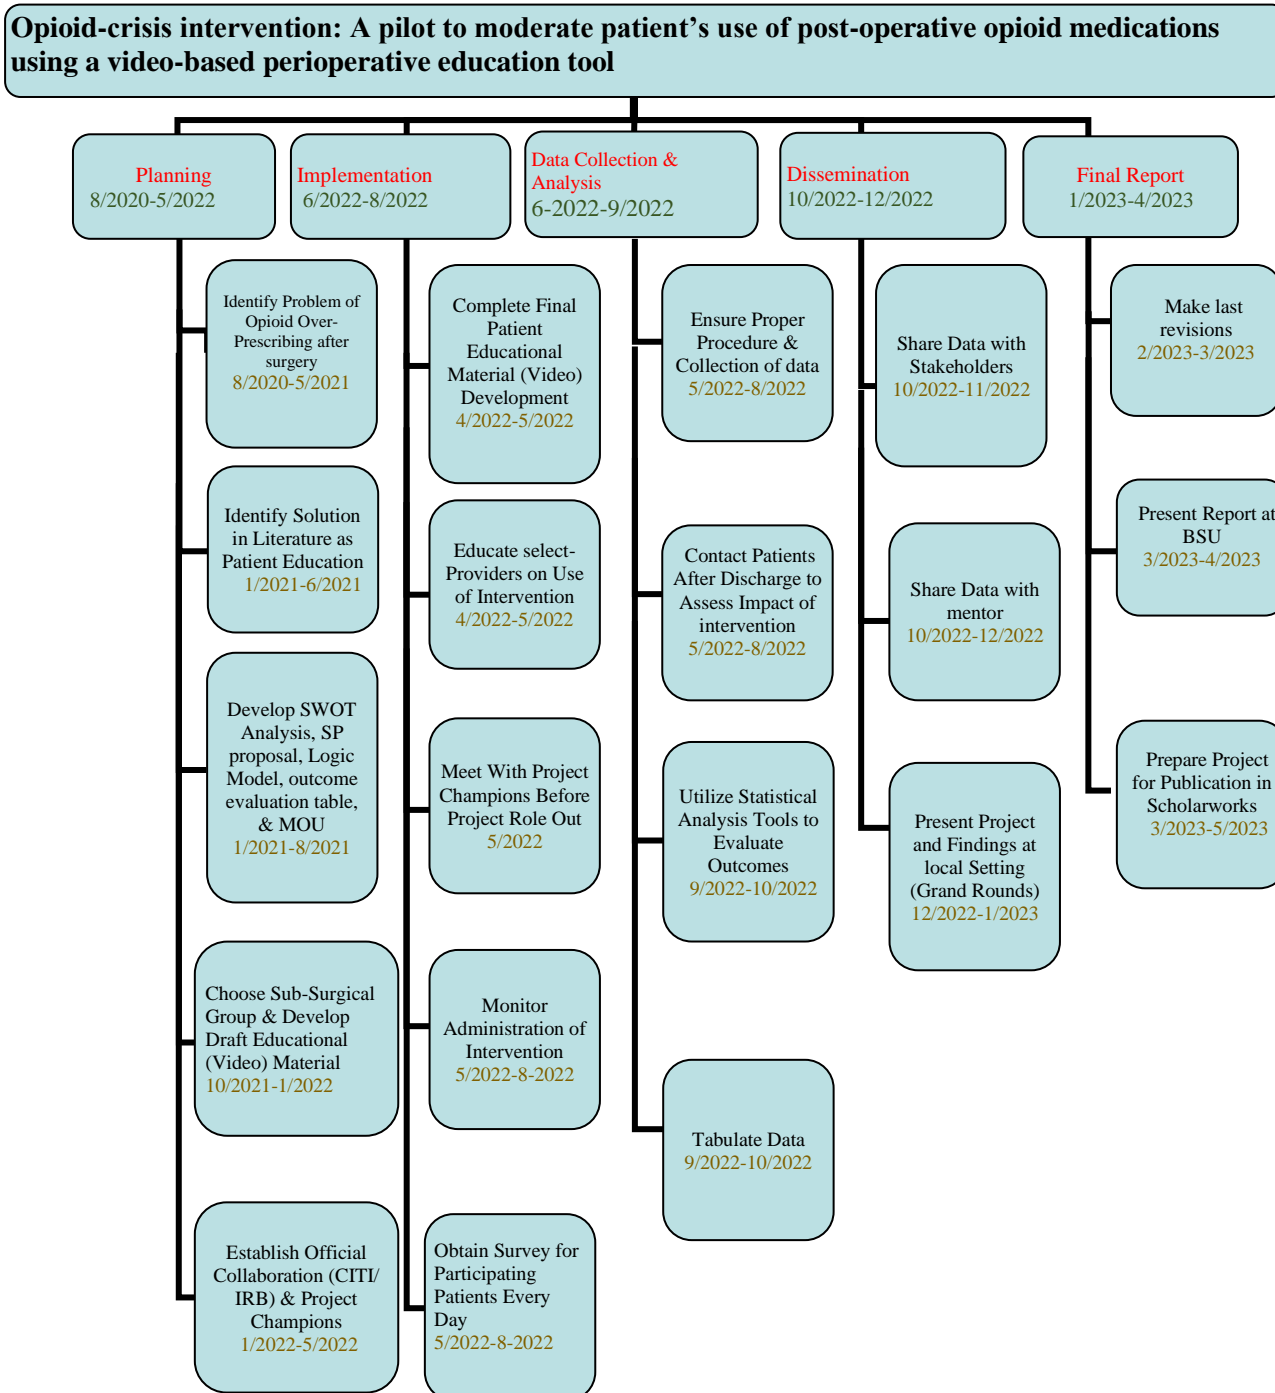 Opioid-crisis intervention: A pilot to moderate patient’s use of post-operative opioid medications
using a video-based perioperative education tool
Planning
8/2020-5/2022
Implementation
6/2022-8/2022
Data Collection &
Analysis
6-2022-9/2022
Dissemination
10/2022-12/2022
Final Report
1/2023-4/2023
Identify Problem of
Opioid Over-
Prescribing after
surgery
8/2020-5/2021
Identify Solution
in Literature as
Patient Education
1/2021-6/2021
Develop SWOT
Analysis, SP
proposal, Logic
Model, outcome
evaluation table,
& MOU
1/2021-8/2021
Choose Sub-Surgical
Group & Develop
Draft Educational
(Video) Material
10/2021-1/2022
Establish Official
Collaboration (CITI/
IRB) & Project
Champions
1/2022-5/2022
Complete Final
Patient
Educational
Material (Video)
Development
4/2022-5/2022
Educate select-
Providers on Use
of Intervention
4/2022-5/2022
Meet With Project
Champions Before
Project Role Out
5/2022
Monitor
Administration of
Intervention
5/2022-8-2022
Obtain Survey for
Participating
Patients Every
Day
5/2022-8-2022
Ensure Proper
Procedure &
Collection of data
5/2022-8/2022
Contact Patients
After Discharge to
Assess Impact of
intervention
5/2022-8/2022
Utilize Statistical
Analysis Tools to
Evaluate
Outcomes
9/2022-10/2022
Tabulate Data
9/2022-10/2022
Share Data with
Stakeholders
10/2022-11/2022
Share Data with
mentor
10/2022-12/2022
Present Project
and Findings at
local Setting
(Grand Rounds)
12/2022-1/2023
Make last
revisions
2/2023-3/2023
Present Report at
BSU
3/2023-4/2023
Prepare Project
for Publication in
Scholarworks
3/2023-5/2023